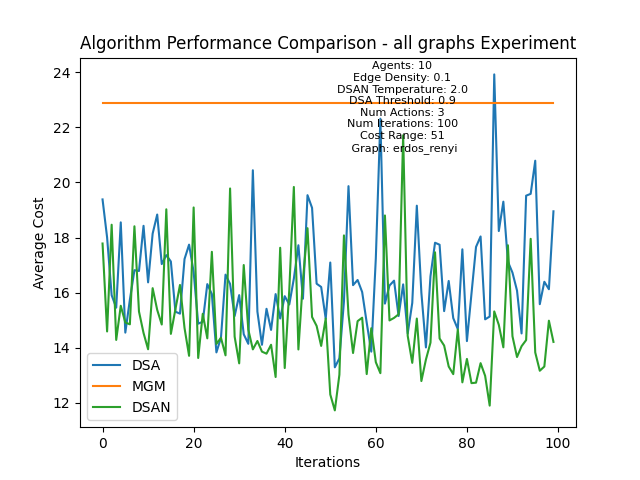 Algorithm Performance Comparison - all graphs Experiment
Agents: 10
Edge Density: 0.1
DSAN Temperature: 2.0
DSA Threshold: 0.9
Num Actions: 3
Num Iterations: 100
Cost Range: 51
Graph: erdos_renyi
24
22
20
18
16
14
12
Average Cost
DSA
MGM
DSAN
0
20
40
60
80
100
Iterations